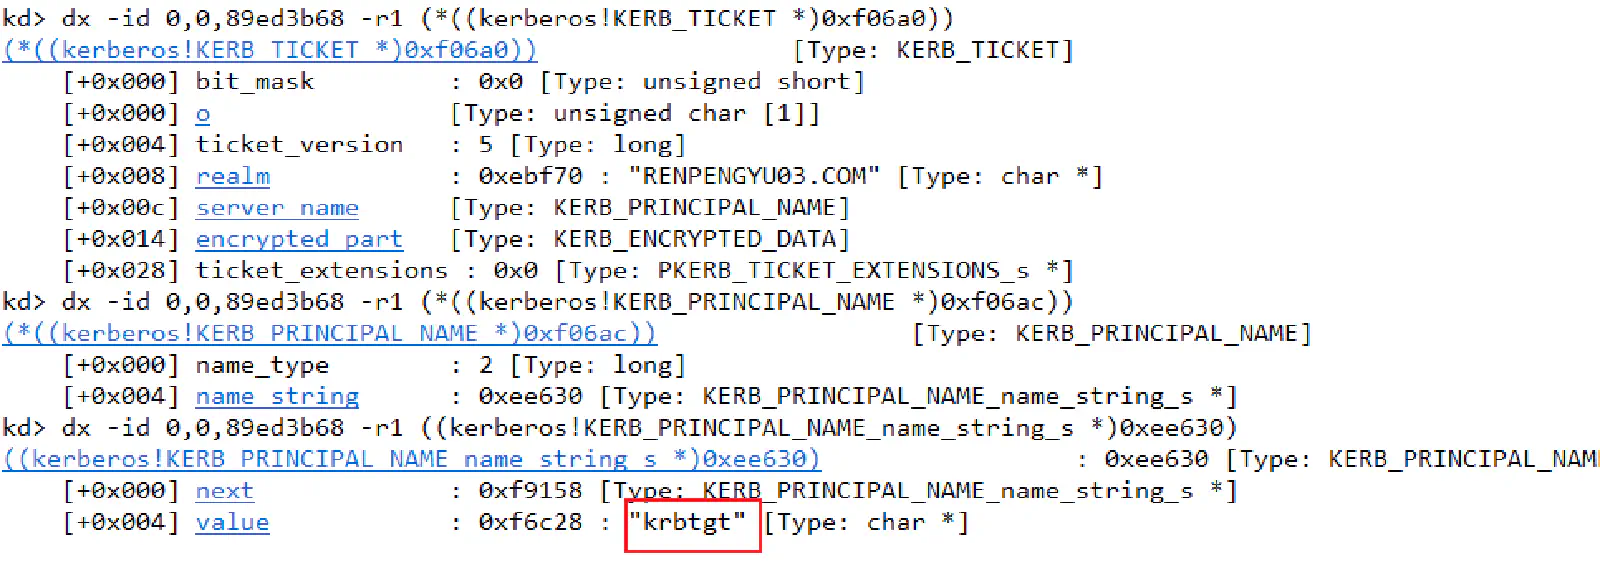 kd> dx -id 0,0,89ed3b68 -r1 (*((kerberos!KERB_TICKET *)0xf06a0))
(*((kerberos!KERB_TICKET *)0xf06a0)) [Type: KERB_TICKET]
[+0x000] bit_mask : 0x0 [Type: unsigned short]
[+0x000] o [Type: unsigned char [1]]
[+0x004] ticket_version : 5 [Type: long]
[+0x008] realm : 0xebf70 : "RENPENGYU03.COM" [Type: char *]
[+0x00c] server_name [Type: KERB_PRINCIPAL_NAME]
[+0x014] encrypted_part [Type: KERB_ENCRYPTED_DATA]
[+0x028] ticket_extensions : 0x0 [Type: PKERB_TICKET_EXTENSIONS_s *]
kd> dx -id 0,0,89ed3b68 -r1 (*((kerberos!KERB_PRINCIPAL_NAME *)0xf06ac))
(*((kerberos!KERB_PRINCIPAL_NAME *)0xf06ac)) [Type: KERB_PRINCIPAL_NAME]
[+0x000] name_type : 2 [Type: long]
[+0x004] name_string : 0xee630 [Type: KERB_PRINCIPAL_NAME_name_string_s *]
kd> dx -id 0,0,89ed3b68 -r1 ((kerberos!KERB_PRINCIPAL_NAME_name_string_s *)0xee630)
((kerberos!KERB_PRINCIPAL_NAME_name_string_s *)0xee630) : 0xee630 [Type: KERB_PRINCIPAL_NAM
[+0x000] next : 0xf9158 [Type: KERB_PRINCIPAL_NAME_name_string_s *]
[+0x004] value : 0xf6c28 : "krbtgt" [Type: char *]